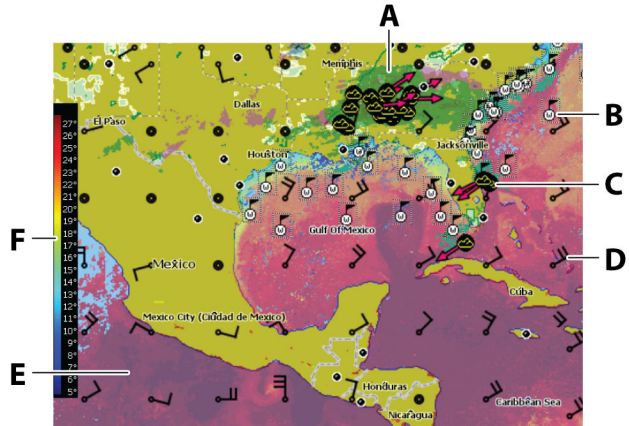 A
Memphis
Dallas
El Paso
B
Jacksonville
Houston
C
F
Gulf Of Mexico
Mexico
D
Cuba
Mexico City (Ciudad de Mexico)
E
Honduras
Caribbean Sea
Nicaragua
27°
26°
25°
24°
23°
22°
21°
20°
19°
18°
17°
16°
15°
14°
13°
12°
11°
10°
9°
8°
7°
6°
5°
W